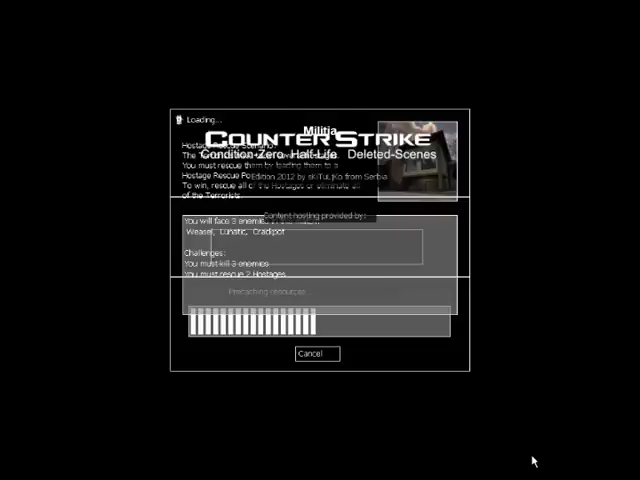 Loading...
Militia
COUNTER STRIKE
Condition-Zero Half-Life Deleted-Scenes
Hostage Rescue Scenario:
You must rescue them by leading them to a
Edition 2012 by sKiTuLjKo from Serbia
To win, rescue all of the Hostages or eliminate all
of the Terrorists.
Content hosting provided by:
You will face 3 enemies
Weasel, Lunatic, Crackpot
Challenges:
You must kill 3 enemies
You must rescue 2 Hostages
Precaching resources...
Cancel